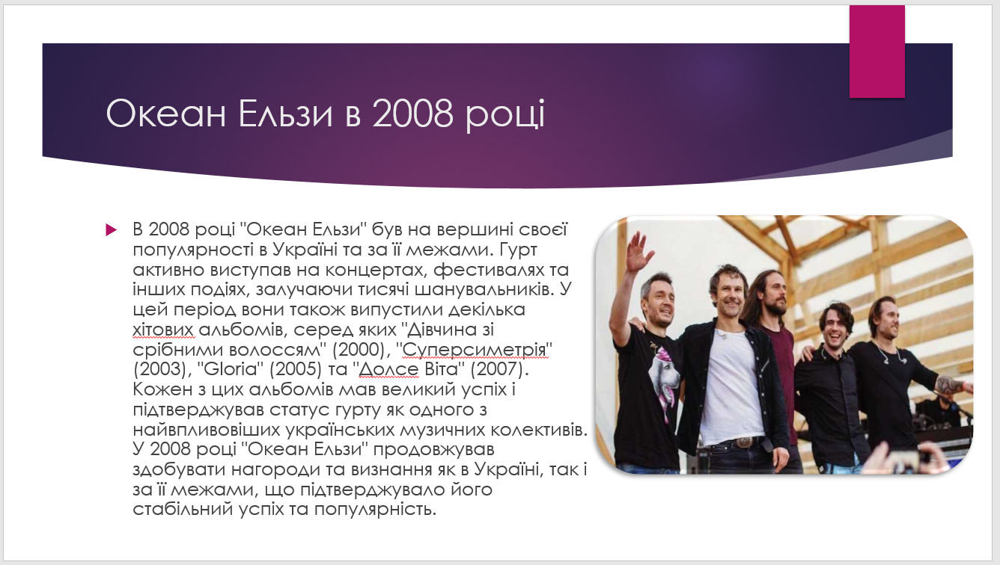 Океан Ельзи в 2008 році
В 2008 році "Океан Ельзи" був на вершині своєї
популярності в Україні та за її межами. Гурт
активно виступав на концертах, фестивалях та
інших подіях, залучаючи тисячі шанувальників. У
цей період вони також випустили декілька
хітових альбомів, серед яких "Дівчина зі
срібними волоссям" (2000), "Суперсиметрія"
(2003), "Gloria" (2005) та "Долсе Віта" (2007).
Кожен з цих альбомів мав великий успіх і
підтверджував статус гурту як одного з
найвпливовіших українських музичних колективів.
У 2008 році "Океан Ельзи" продовжував
здобувати нагороди та визнання як в Україні, так і
за її межами, що підтверджувало його
стабільний успіх та популярність.